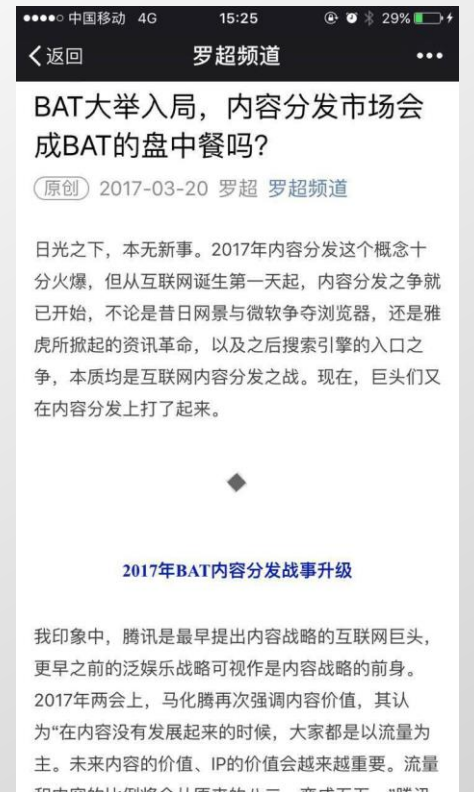 中国移动 4G 15:25 29%
返回 罗超频道
BAT大举入局，内容分发市场会
成BAT的盘中餐吗？
原创 2017-03-20 罗超 罗超频道
日光之下，本无新事。2017年内容分发这个概念十
分火爆，但从互联网诞生第一天起，内容分发之争就
已开始，不论是昔日网景与微软争夺浏览器，还是雅
虎所掀起的资讯革命，以及之后搜索引擎的入口之
争，本质均是互联网内容分发之战。现在，巨头们又
在内容分发上打了起来。
2017年BAT内容分发战事升级
我印象中，腾讯是最早提出内容战略的互联网巨头，
更早之前的泛娱乐战略可视作是内容战略的前身。
2017年两会上，马化腾再次强调内容价值，其认
为“在内容没有发展起来的时候，大家都是以流量为
主。未来内容的价值、IP的价值会越来越重要。流量